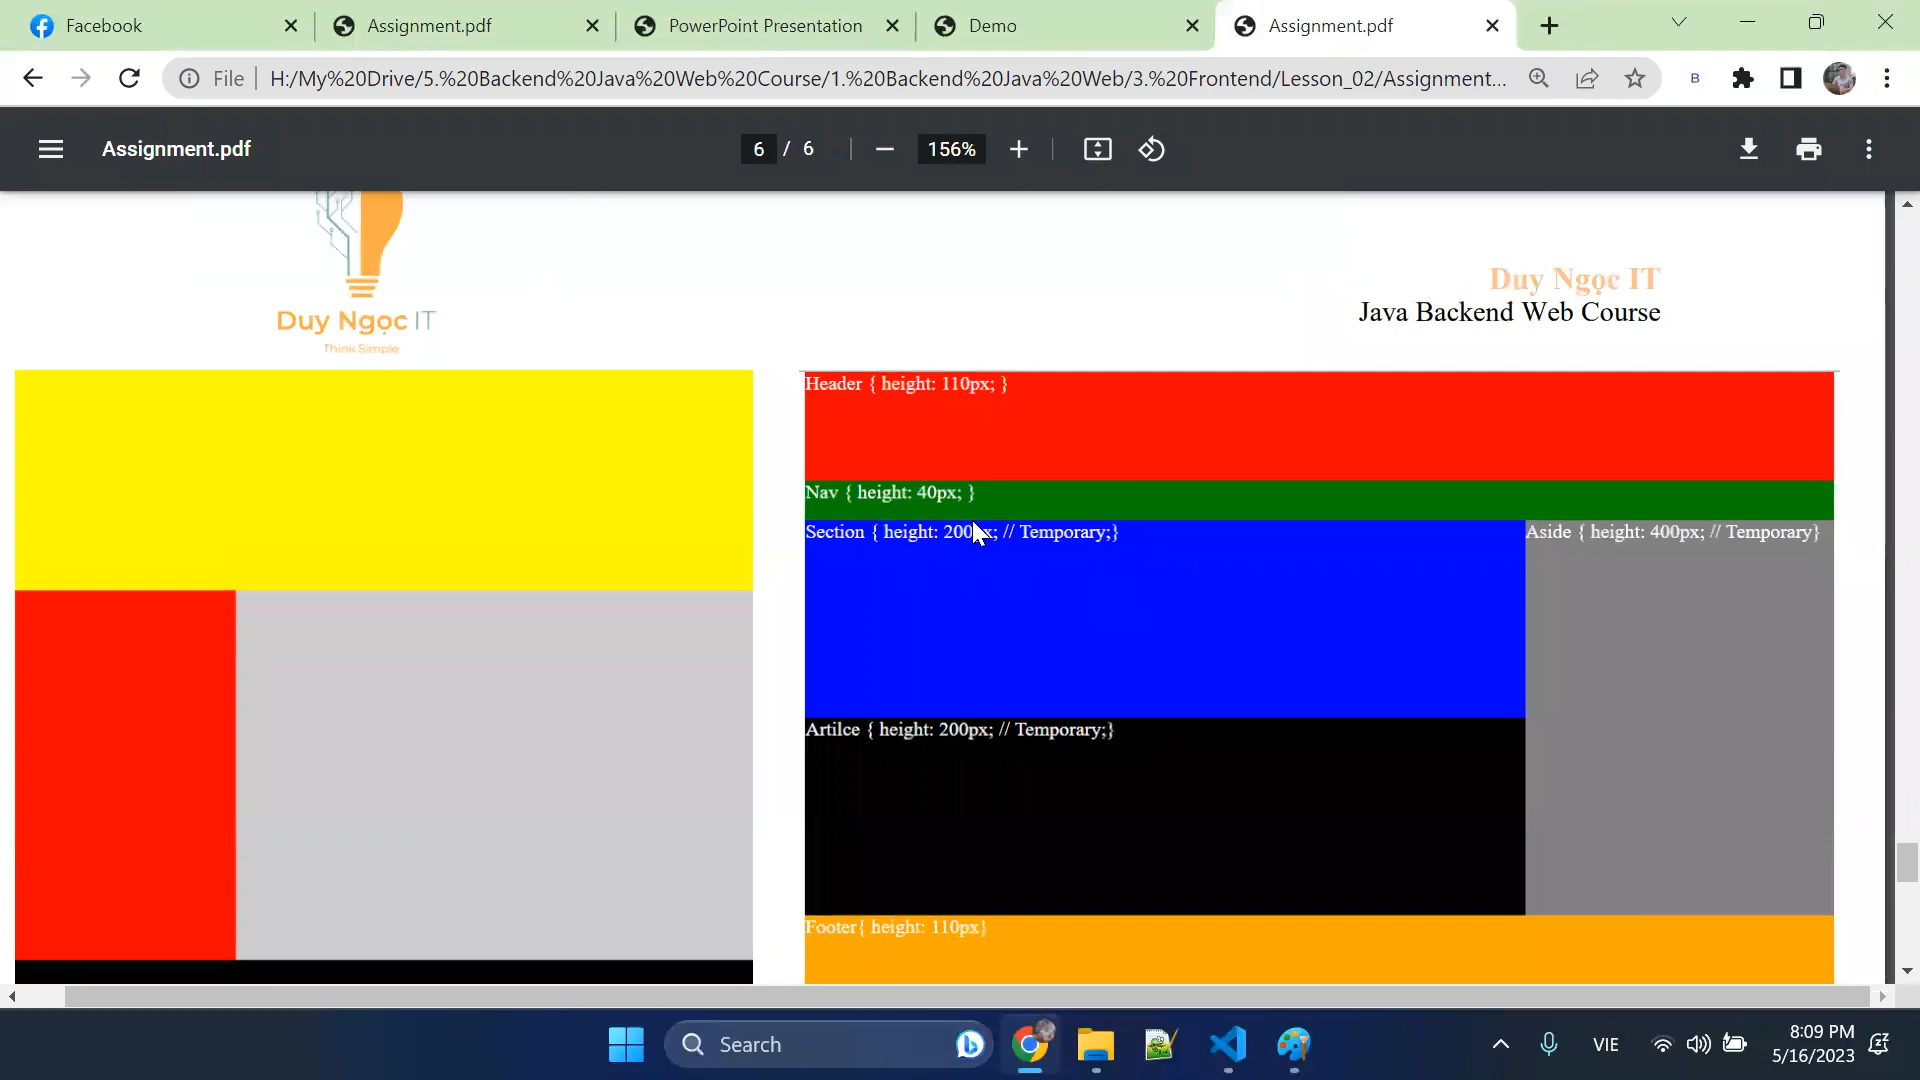 Facebook
Assignment.pdf
PowerPoint Presentation
Demo
Assignment.pdf
File
H:/My%20Drive/5.%20Backend%20Java%20Web%20Course/1.%20Backend%20Java%20Web/3.%20Frontend/Lesson_02/Assignment...
B
Assignment.pdf
6 / 6
156%
Duy Ngọc IT
Think Simple
Duy Ngọc IT
Java Backend Web Course
Header { height: 110px; }
Nav { height: 40px; }
Section { height: 200px; // Temporary;}
Aside { height: 400px; // Temporary}
Artilce { height: 200px; // Temporary;}
Footer{ height: 110px}
Search
VIE
8:09 PM
5/16/2023